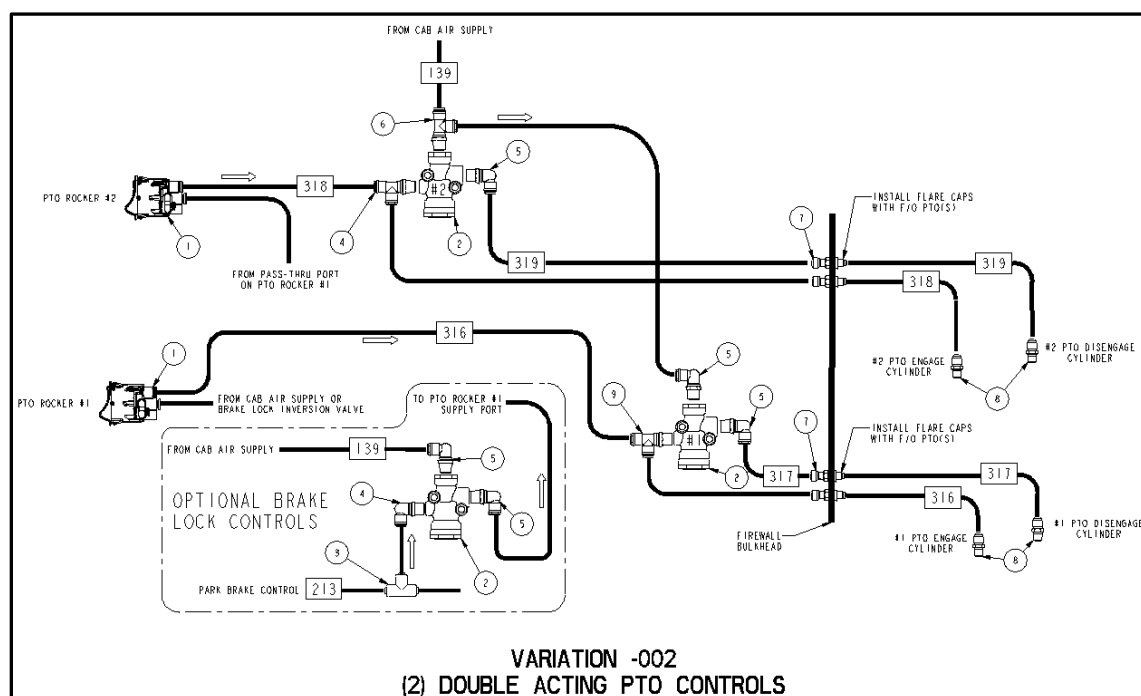 FROM CAB AIR SUPPLY
139
6
5
#2
PTO ROCKER #2
318
1
4
2
INSTALL FLARE CAPS
WITH F/O PTO(S)
7
FROM PASS-THRU PORT
ON PTO ROCKER #1
319
319
318
316
#2 PTO DISENGAGE
CYLINDER
#2 PTO ENGAGE
CYLINDER
8
1
5
9
5
PTO ROCKER #1
FROM CAB AIR SUPPLY OR
BRAKE LOCK INVERSION VALVE
TO PTO ROCKER #1
SUPPLY PORT
#1
7
INSTALL FLARE CAPS
WITH F/O PTO(S)
FROM CAB AIR SUPPLY
139
5
2
317
317
316
OPTIONAL BRAKE
LOCK CONTROLS
4
5
#1 PTO DISENGAGE
CYLINDER
#1 PTO ENGAGE
CYLINDER
FIREWALL
BULKHEAD
8
3
2
PARK BRAKE CONTROL
213
VARIATION -002
(2) DOUBLE ACTING PTO CONTROLS